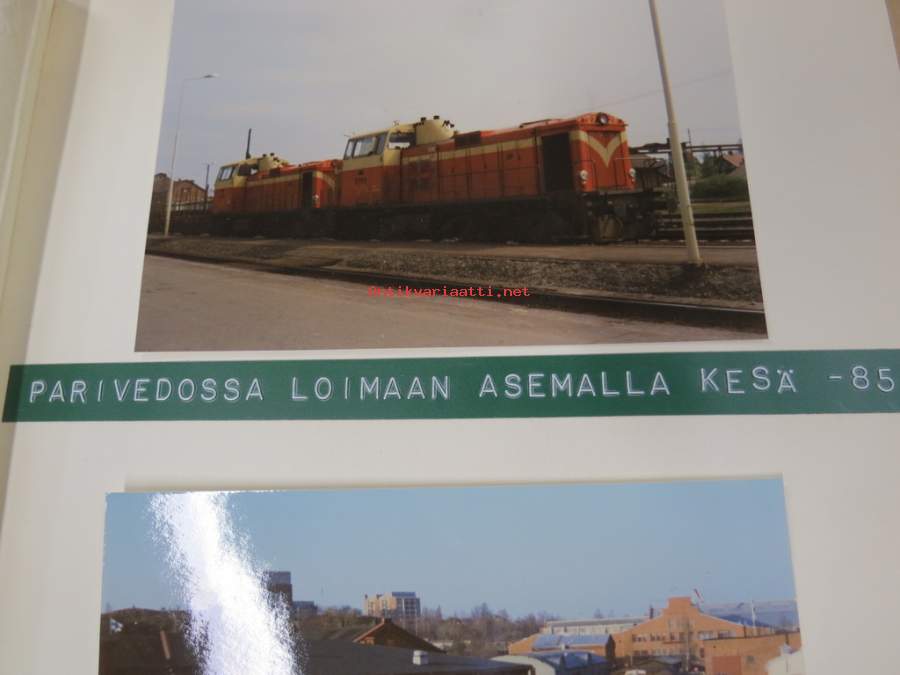 Antikvariaatti.net
PARIVEDOSSA LOIMAAN ASEMALLA KESÄ -85